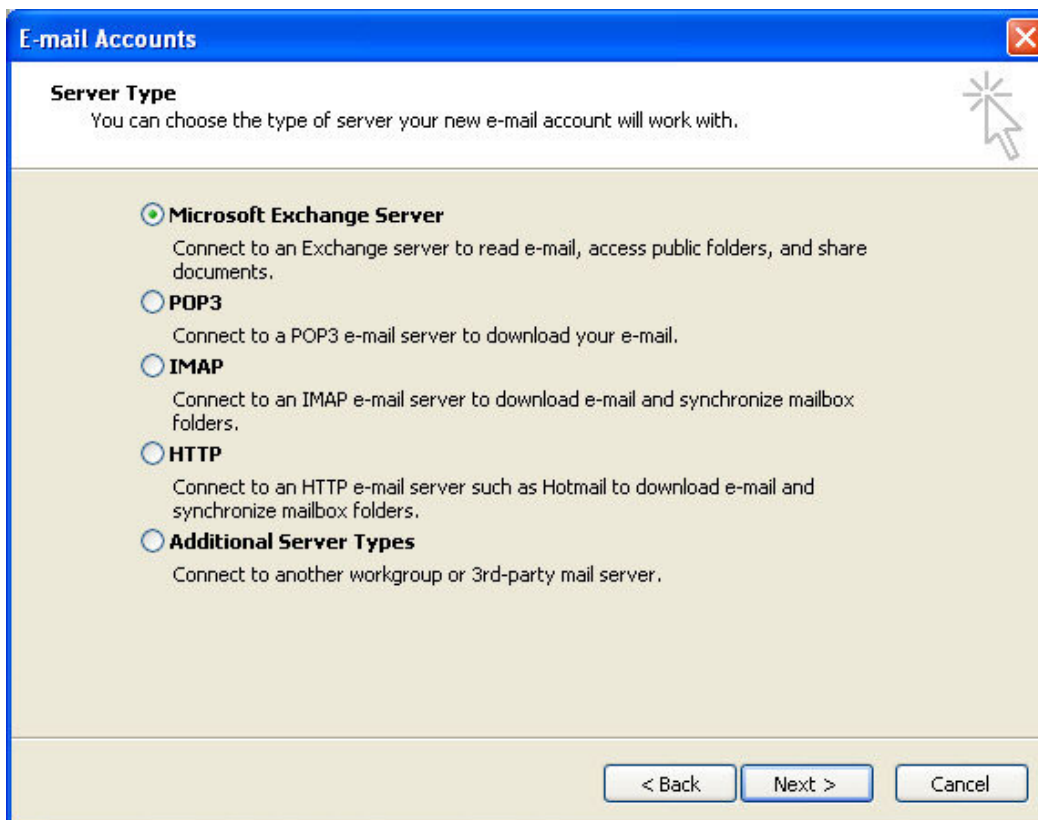 E-mail Accounts
Server Type
You can choose the type of server your new e-mail account will work with.
Microsoft Exchange Server
Connect to an Exchange server to read e-mail, access public folders, and share
documents.
POP3
Connect to a POP3 e-mail server to download your e-mail.
IMAP
Connect to an IMAP e-mail server to download e-mail and synchronize mailbox
folders.
HTTP
Connect to an HTTP e-mail server such as Hotmail to download e-mail and
synchronize mailbox folders.
Additional Server Types
Connect to another workgroup or 3rd-party mail server.
< Back Next > Cancel